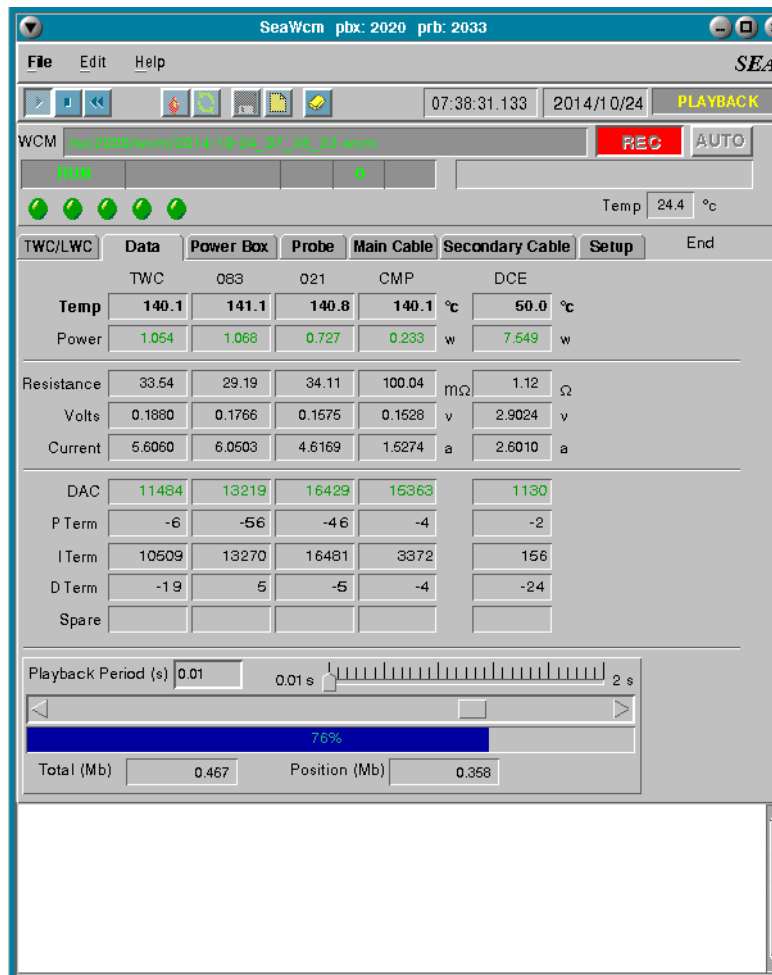 SeaWcm pbx: 2020 prb: 2033
File Edit Help SEA
07:38:31.133 2014/10/24 PLAYBACK
WCM REC AUTO
RUN 0
Temp 24.4 °c
TWC/LWC Data Power Box Probe Main Cable Secondary Cable Setup End
TWC 083 021 CMP DCE
Temp 140.1 141.1 140.8 140.1 °c 50.0 °c
Power 1.054 1.068 0.727 0.233 w 7.549 w
Resistance 33.54 29.19 34.11 100.04 mΩ 1.12 Ω
Volts 0.1880 0.1766 0.1575 0.1528 v 2.9024 v
Current 5.6060 6.0503 4.6169 1.5274 a 2.6010 a
DAC 11484 13219 16429 15363 1130
P Term -6 -56 -46 -4 -2
I Term 10509 13270 16481 3372 156
D Term -19 5 -5 -4 -24
Spare
Playback Period (s) 0.01 0.01 s 2 s
76%
Total (Mb) 0.467 Position (Mb) 0.358